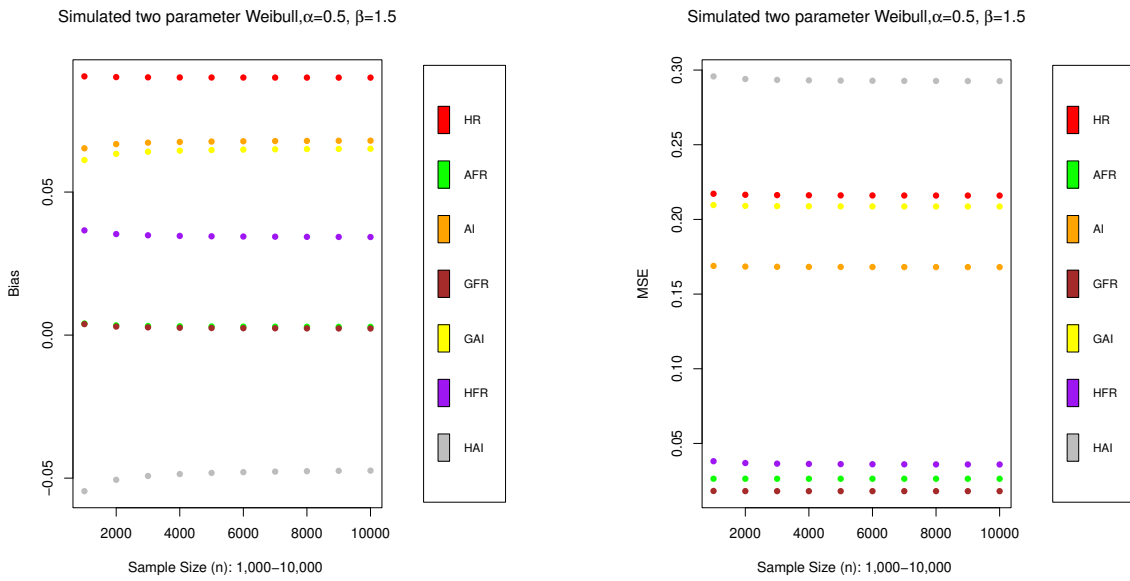 Simulated two parameter Weibull,α=0.5, β=1.5
Bias
0.05
0.00
−0.05
2000 4000 6000 8000 10000
Sample Size (n): 1,000−10,000
HR
AFR
AI
GFR
GAI
HFR
HAI
Simulated two parameter Weibull,α=0.5, β=1.5
MSE
0.30
0.25
0.20
0.15
0.10
0.05
2000 4000 6000 8000 10000
Sample Size (n): 1,000−10,000
HR
AFR
AI
GFR
GAI
HFR
HAI